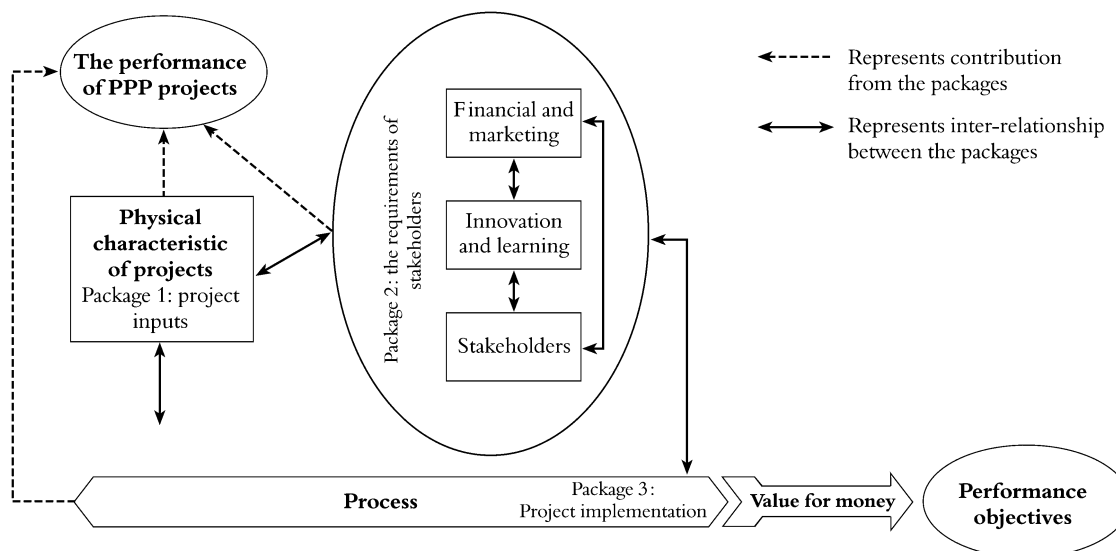 The performance
of PPP projects
Physical
characteristic
of projects
Package 1: project
inputs
Package 2: the requirements of
stakeholders
Financial and
marketing
Innovation
and learning
Stakeholders
Represents contribution
from the packages
Represents inter-relationship
between the packages
Process
Package 3:
Project implementation
Value for money
Performance
objectives